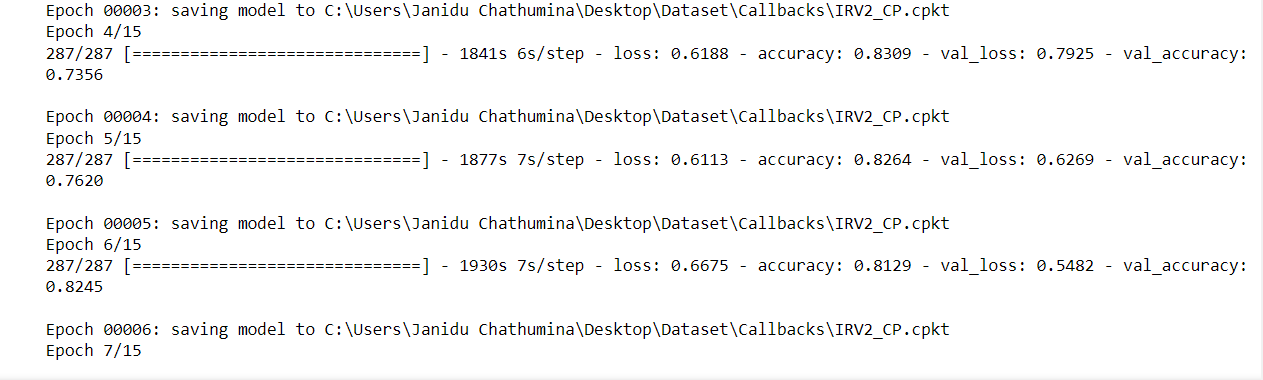 Epoch 00003: saving model to C:\Users\Janidu Chathumina\Desktop\Dataset\Callbacks\IRV2_CP.cpkt
Epoch 4/15
287/287 [==============================] - 1841s 6s/step - loss: 0.6188 - accuracy: 0.8309 - val_loss: 0.7925 - val_accuracy:
0.7356
Epoch 00004: saving model to C:\Users\Janidu Chathumina\Desktop\Dataset\Callbacks\IRV2_CP.cpkt
Epoch 5/15
287/287 [==============================] - 1877s 7s/step - loss: 0.6113 - accuracy: 0.8264 - val_loss: 0.6269 - val_accuracy:
0.7620
Epoch 00005: saving model to C:\Users\Janidu Chathumina\Desktop\Dataset\Callbacks\IRV2_CP.cpkt
Epoch 6/15
287/287 [==============================] - 1930s 7s/step - loss: 0.6675 - accuracy: 0.8129 - val_loss: 0.5482 - val_accuracy:
0.8245
Epoch 00006: saving model to C:\Users\Janidu Chathumina\Desktop\Dataset\Callbacks\IRV2_CP.cpkt
Epoch 7/15